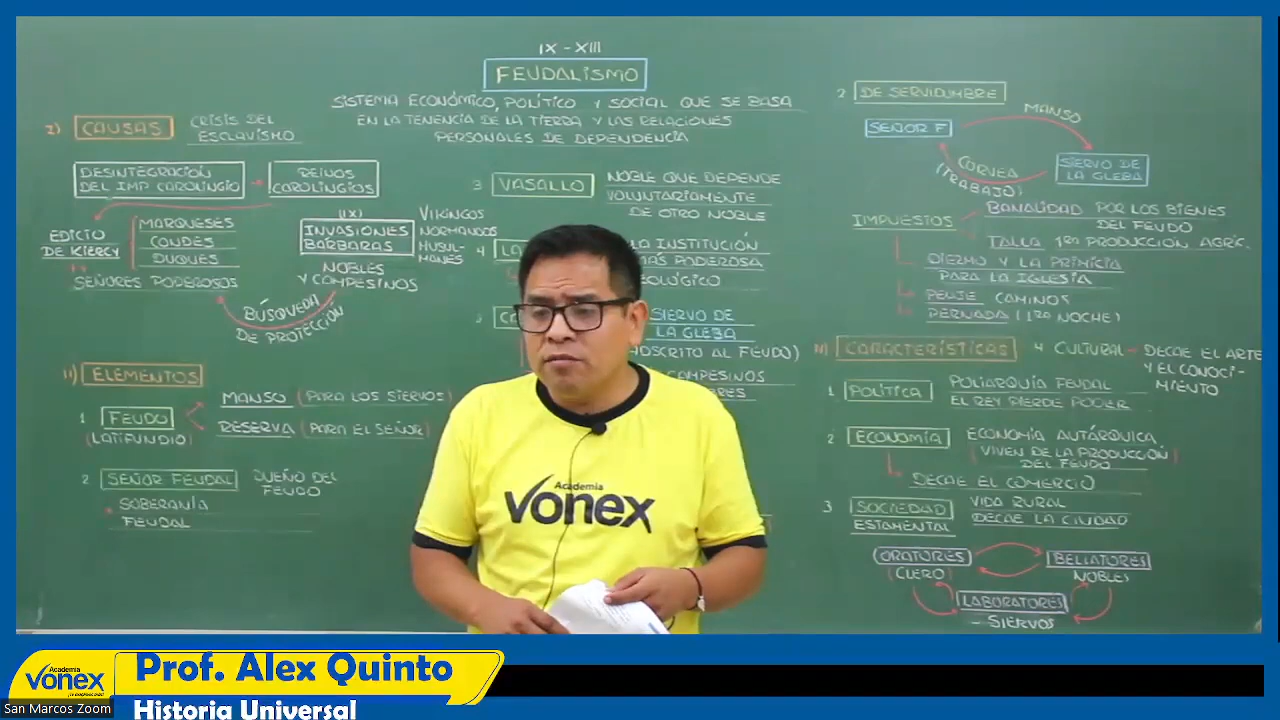 IX - XIII
FEUDALISMO
SISTEMA ECONÓMICO, POLÍTICO Y SOCIAL QUE SE BASA
EN LA TENENCIA DE LA TIERRA Y LAS RELACIONES
PERSONALES DE DEPENDENCIA
I) CAUSAS
CRISIS DEL
ESCLAVISMO
DESINTEGRACIÓN
DEL IMP CAROLINGIO
REINOS
CAROLINGIOS
EDICIO
DE KIERCY
MARQUESES
CONDES
DUQUES
SEÑORES PODEROSOS
(IX)
INVASIONES
BÁRBARAS
VIKINGOS
NORMANDOS
MUSUL-
MANES
NOBLES
Y CAMPESINOS
BÚSQUEDA
DE PROTECCIÓN
II) ELEMENTOS
1 FEUDO
(LATIFUNDIO)
MANSO (PARA LOS SIERVOS)
RESERVA (PARA EL SEÑOR)
2 SEÑOR FEUDAL
DUEÑO DEL
FEUDO
SOBERANÍA
FEUDAL
3 VASALLO
NOBLE QUE DEPENDE
VOLUNTARIAMENTE
DE OTRO NOBLE
4
LA INSTITUCIÓN
MÁS PODEROSA
SIERVO DE
LA GLEBA
(ADSCRITO AL FEUDO)
CAMPESINOS
2 DE SERVIDUMBRE
SEÑOR F
MANSO
SIERVO DE
LA GLEBA
CORVEA
(TRABAJO)
IMPUESTOS
BANALIDAD POR LOS BIENES
DEL FEUDO
TALLA 1RA PRODUCCIÓN AGRÍC.
DIEZMO Y LA PRIMICIA
PARA LA IGLESIA
PEAJE CAMINOS
PERNADA (1RA NOCHE)
III) CARACTERÍSTICAS
4 CULTURAL - DECAE EL ARTE
Y EL CONOCI-
MIENTO
1 POLÍTICA
POLIARQUÍA FEUDAL
EL REY PIERDE PODER
2 ECONOMÍA
ECONOMÍA AUTÁRQUICA
(VIVEN DE LA PRODUCCIÓN
DEL FEUDO)
DECAE EL COMERCIO
3 SOCIEDAD
ESTAMENTAL
VIDA RURAL
DECAE LA CIUDAD
ORATORES
(CLERO)
BELLATORES
NOBLES
LABORATORES
- SIERVOS
Academia
Vonex
Academia
vonex
Prof. Alex Quinto
Historia Universal
San Marcos Zoom